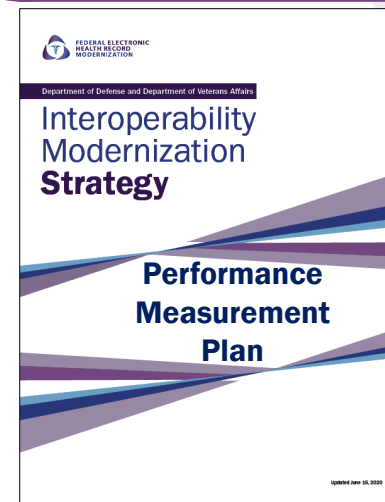 FEDERAL ELECTRONIC
HEALTH RECORD
MODERNIZATION
Department of Defense and Department of Veterans Affairs
Interoperability
Modernization
Strategy
Performance
Measurement
Plan
Updated June 15, 2020